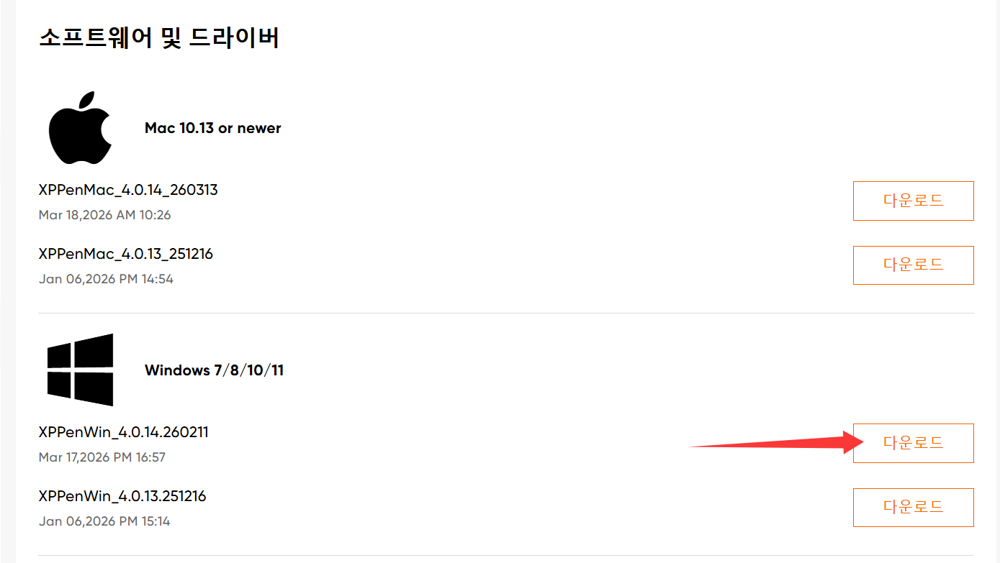 소프트웨어 및 드라이버
Mac 10.13 or newer
XPPenMac_4.0.14_260313
Mar 18,2026 AM 10:26
다운로드
XPPenMac_4.0.13_251216
Jan 06,2026 PM 14:54
다운로드
Windows 7/8/10/11
XPPenWin_4.0.14.260211
Mar 17,2026 PM 16:57
다운로드
XPPenWin_4.0.13.251216
Jan 06,2026 PM 15:14
다운로드